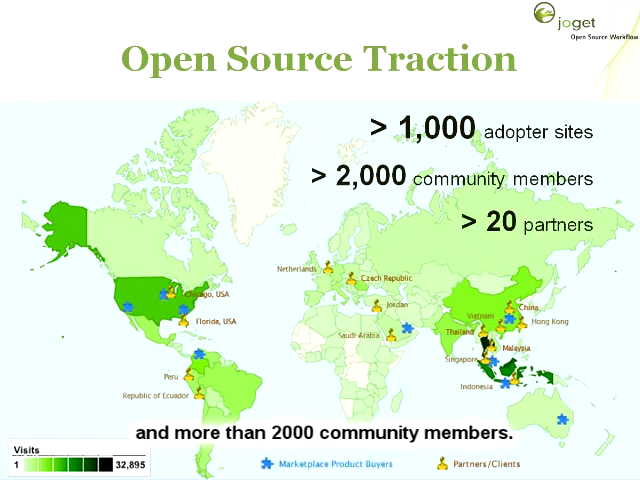 joget
Open Source Workflow
Open Source Traction
> 1,000 adopter sites
> 2,000 community members
> 20 partners
Netherlands
Czech Republic
Chicago, USA
Jordan
China
Vietnam
Hong Kong
Florida, USA
Saudi Arabia
Thailand
Malaysia
Singapore
Peru
Indonesia
Republic of Ecuador
and more than 2000 community members.
Visits
1 32,895
Marketplace Product Buyers
Partners/Clients